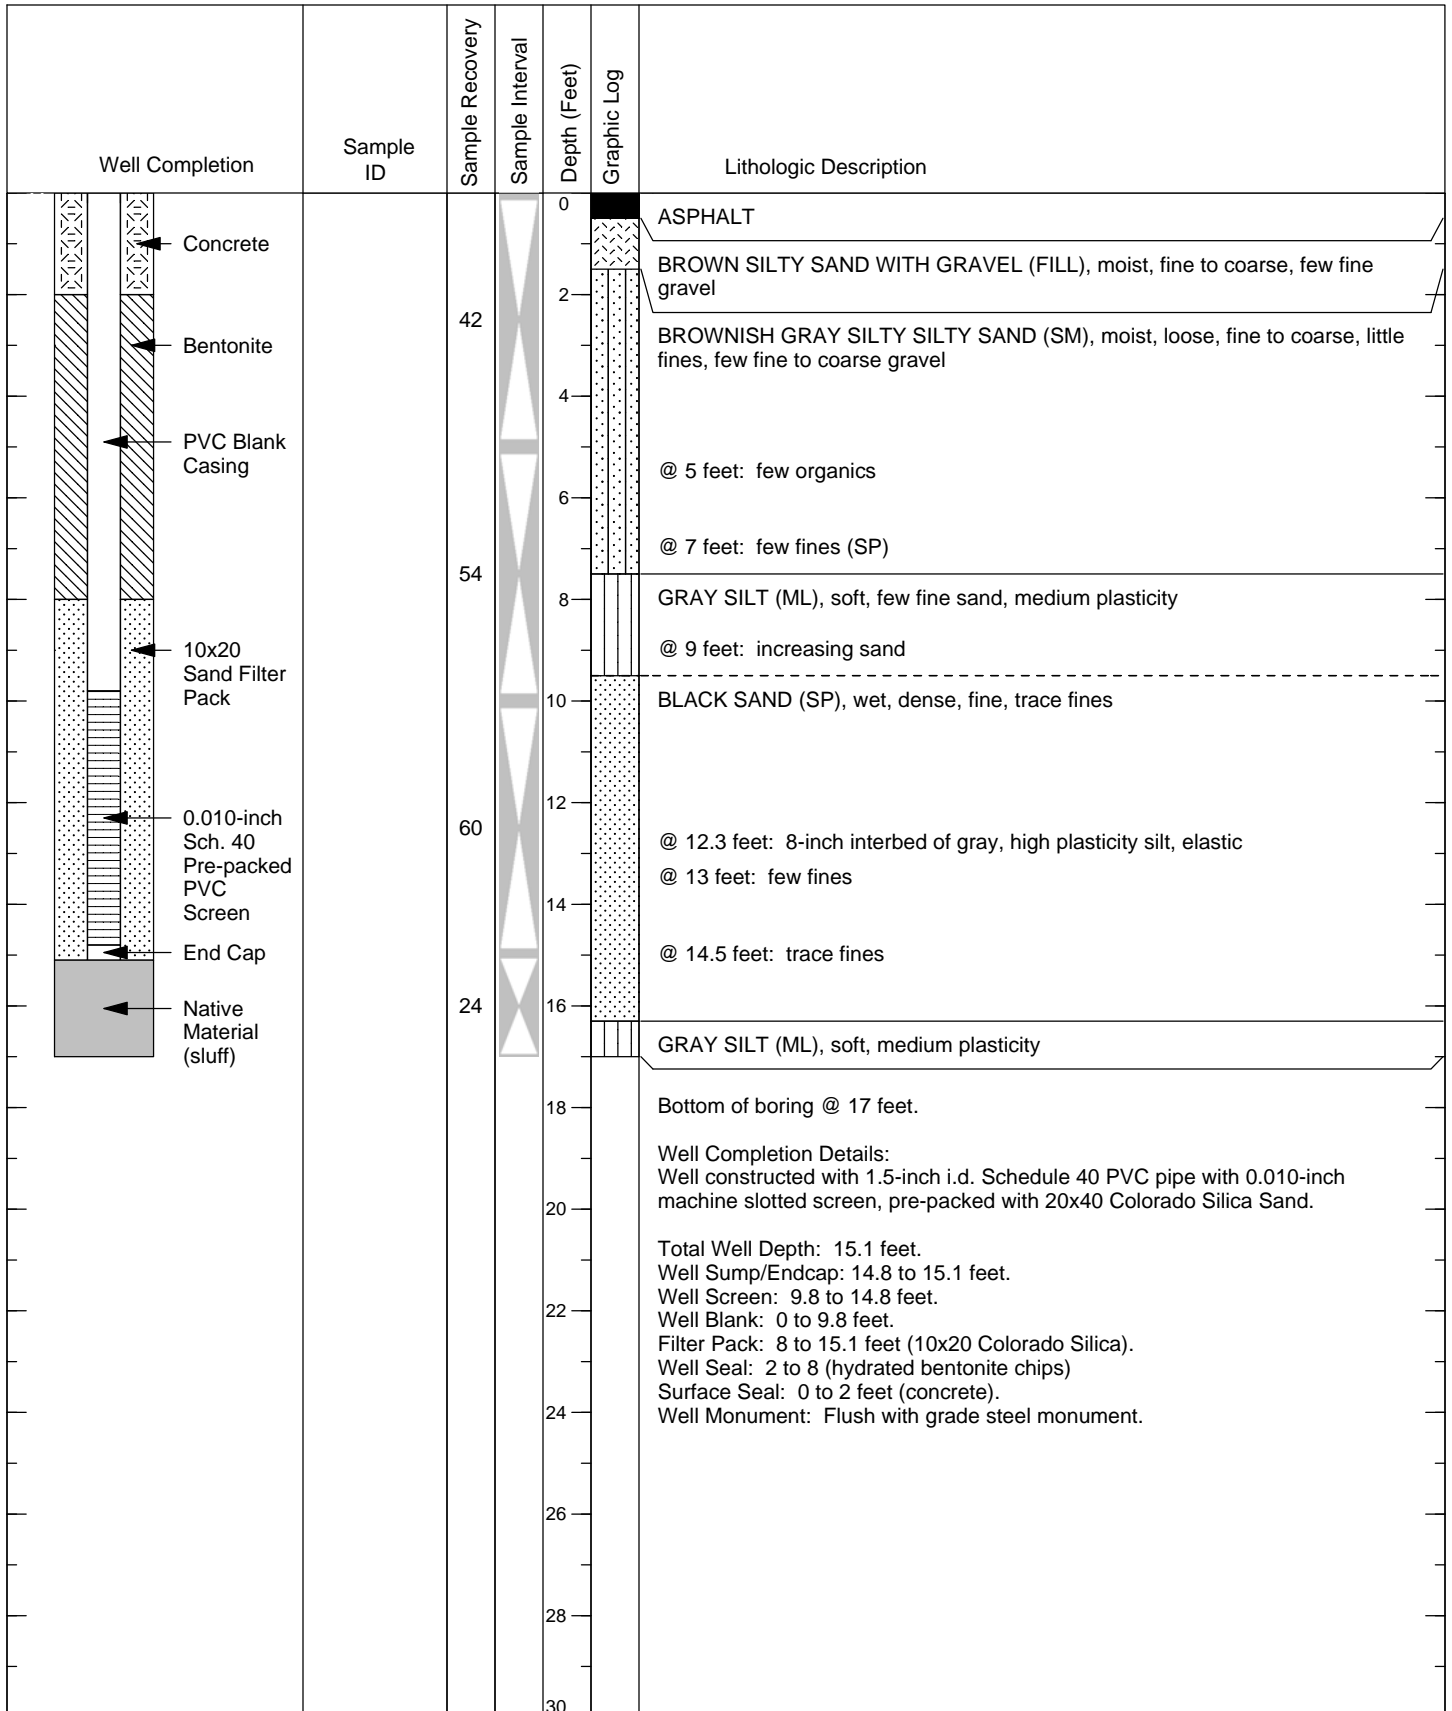 Well Completion
Sample
ID
Sample Recovery
Sample Interval
Depth (Feet)
Graphic Log
Lithologic Description
Concrete
Bentonite
PVC Blank
Casing
10x20
Sand Filter
Pack
0.010-inch
Sch. 40
Pre-packed
PVC
Screen
End Cap
Native
Material
(sluff)
42
54
60
24
0
2
4
6
8
10
12
14
16
18
20
22
24
26
28
30
ASPHALT
BROWN SILTY SAND WITH GRAVEL (FILL), moist, fine to coarse, few fine
gravel
BROWNISH GRAY SILTY SILTY SAND (SM), moist, loose, fine to coarse, little
fines, few fine to coarse gravel
@ 5 feet: few organics
@ 7 feet: few fines (SP)
GRAY SILT (ML), soft, few fine sand, medium plasticity
@ 9 feet: increasing sand
BLACK SAND (SP), wet, dense, fine, trace fines
@ 12.3 feet: 8-inch interbed of gray, high plasticity silt, elastic
@ 13 feet: few fines
@ 14.5 feet: trace fines
GRAY SILT (ML), soft, medium plasticity
Bottom of boring @ 17 feet.
Well Completion Details:
Well constructed with 1.5-inch i.d. Schedule 40 PVC pipe with 0.010-inch
machine slotted screen, pre-packed with 20x40 Colorado Silica Sand.
Total Well Depth: 15.1 feet.
Well Sump/Endcap: 14.8 to 15.1 feet.
Well Screen: 9.8 to 14.8 feet.
Well Blank: 0 to 9.8 feet.
Filter Pack: 8 to 15.1 feet (10x20 Colorado Silica).
Well Seal: 2 to 8 (hydrated bentonite chips)
Surface Seal: 0 to 2 feet (concrete).
Well Monument: Flush with grade steel monument.